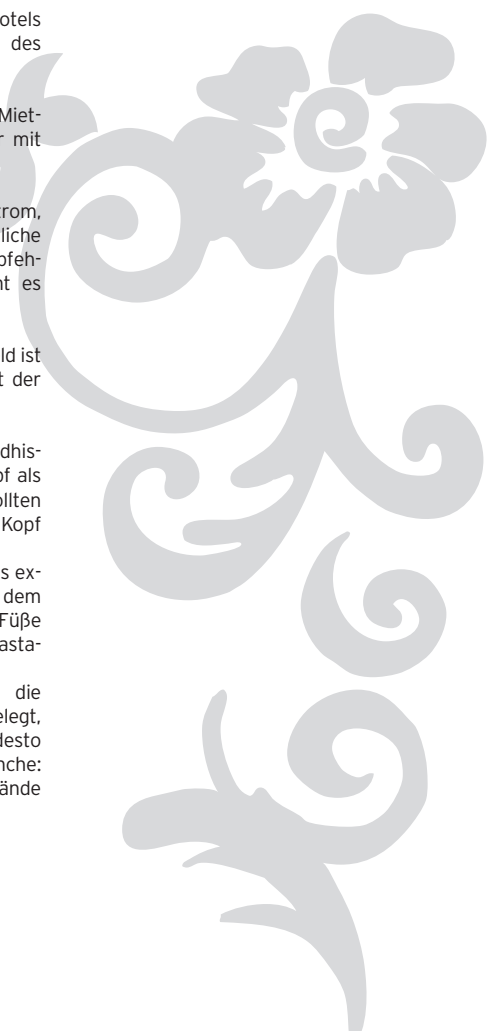 otels
des
Miet-
r mit
trom,
liche
pfeh-
nt es
ld ist
t der
dhis-
pf als
ollten
Kopf
s ex-
dem
Füße
asta-
die
elegt,
desto
nche:
ände